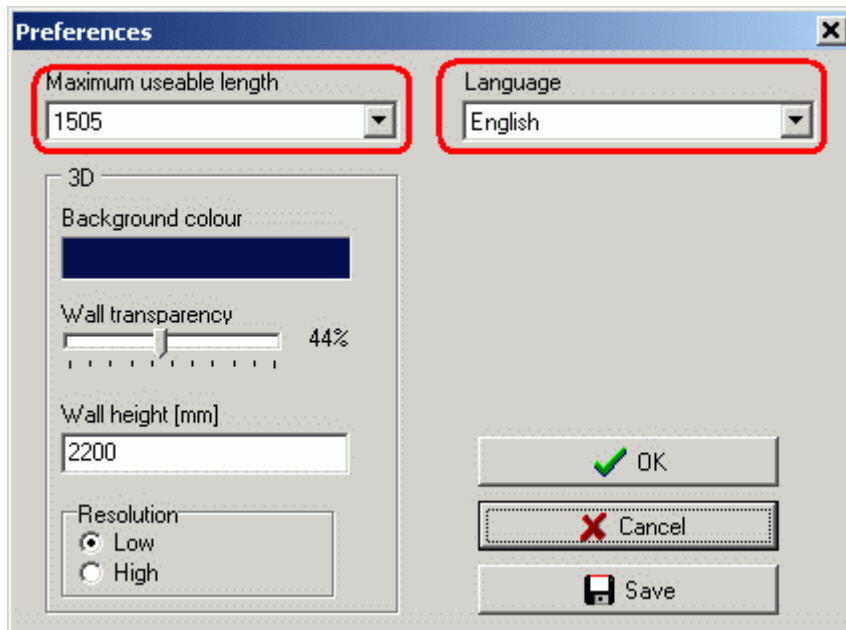 Preferences
Maximum useable length
1505
Language
English
3D
Background colour
Wall transparency
44%
Wall height [mm]
2200
Resolution
Low
High
OK
Cancel
Save